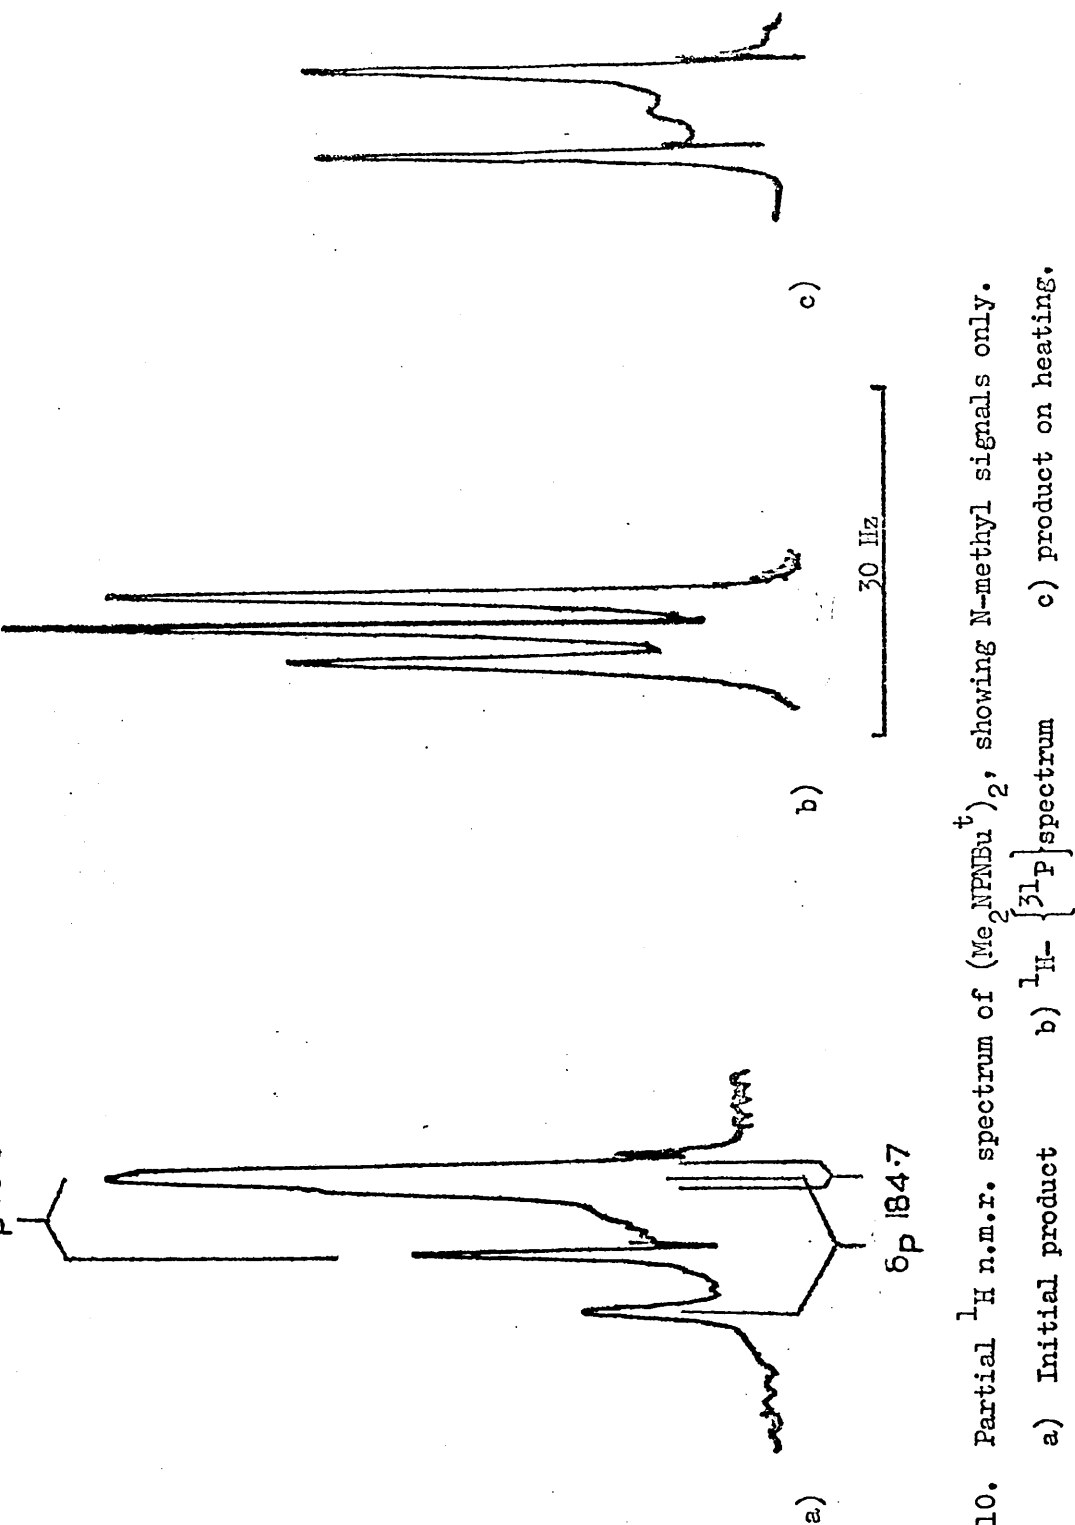 δP 184·7
a)
b)
30 Hz
c)
10. Partial ¹H n.m.r. spectrum of (Me₂NPNBuᵗ)₂, showing N-methyl signals only.
a) Initial product b) ¹H- {³¹P} spectrum c) product on heating.